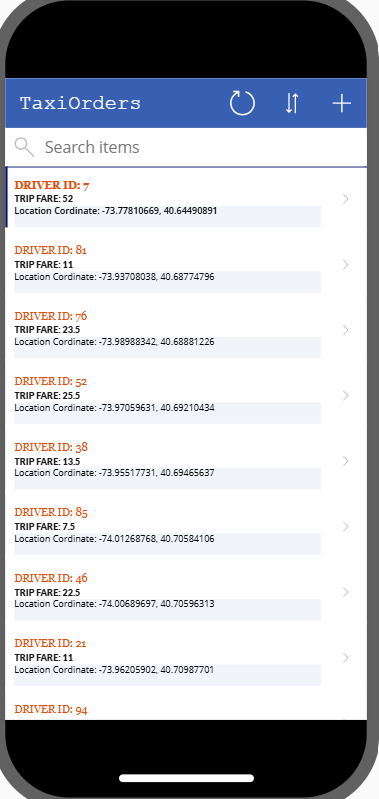 TaxiOrders
Search items
DRIVER ID: 7
TRIP FARE: 52
Location Cordinate: -73.77810669, 40.64490891
DRIVER ID: 81
TRIP FARE: 11
Location Cordinate: -73.93708038, 40.68774796
DRIVER ID: 76
TRIP FARE: 23.5
Location Cordinate: -73.98988342, 40.68881226
DRIVER ID: 52
TRIP FARE: 25.5
Location Cordinate: -73.97059631, 40.69210434
DRIVER ID: 38
TRIP FARE: 13.5
Location Cordinate: -73.95517731, 40.69465637
DRIVER ID: 85
TRIP FARE: 7.5
Location Cordinate: -74.01268768, 40.70584106
DRIVER ID: 46
TRIP FARE: 22.5
Location Cordinate: -74.00689697, 40.70596313
DRIVER ID: 21
TRIP FARE: 11
Location Cordinate: -73.96205902, 40.70987701
DRIVER ID: 94